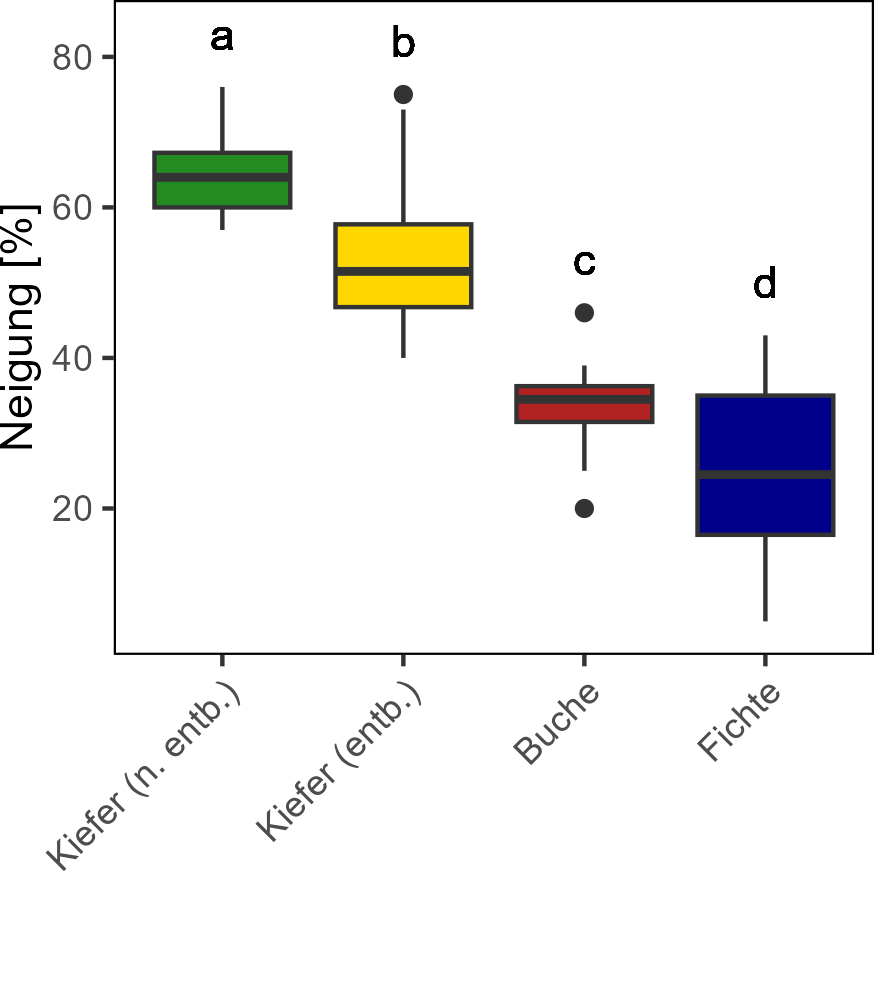 a
b
c
d
80
60
40
20
Neigung [%]
Kiefer (n. entb.)
Kiefer (entb.)
Buche
Fichte